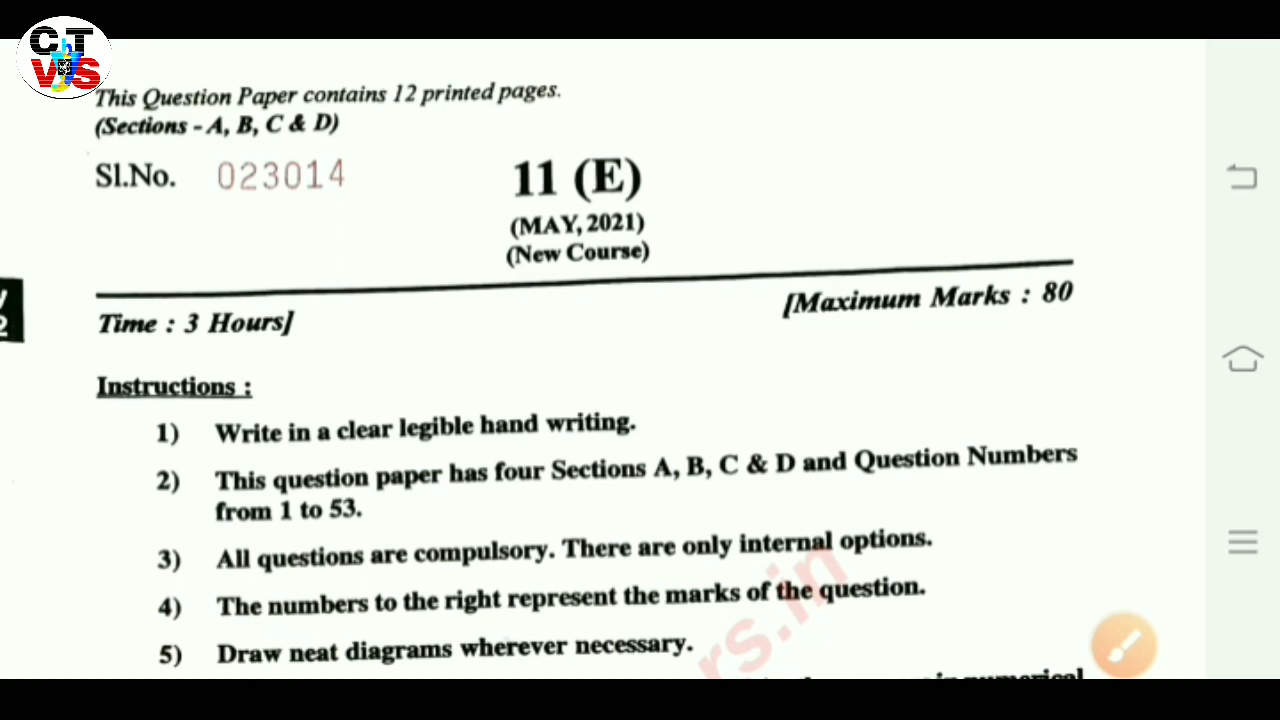 This Question Paper contains 12 printed pages.
(Sections - A, B, C & D)
Sl.No. 023014
11 (E)
(MAY, 2021)
(New Course)
Time : 3 Hours]
[Maximum Marks : 80
Instructions :
1) Write in a clear legible hand writing.
2) This question paper has four Sections A, B, C & D and Question Numbers
from 1 to 53.
3) All questions are compulsory. There are only internal options.
4) The numbers to the right represent the marks of the question.
5) Draw neat diagrams wherever necessary.
numerical
rs.in